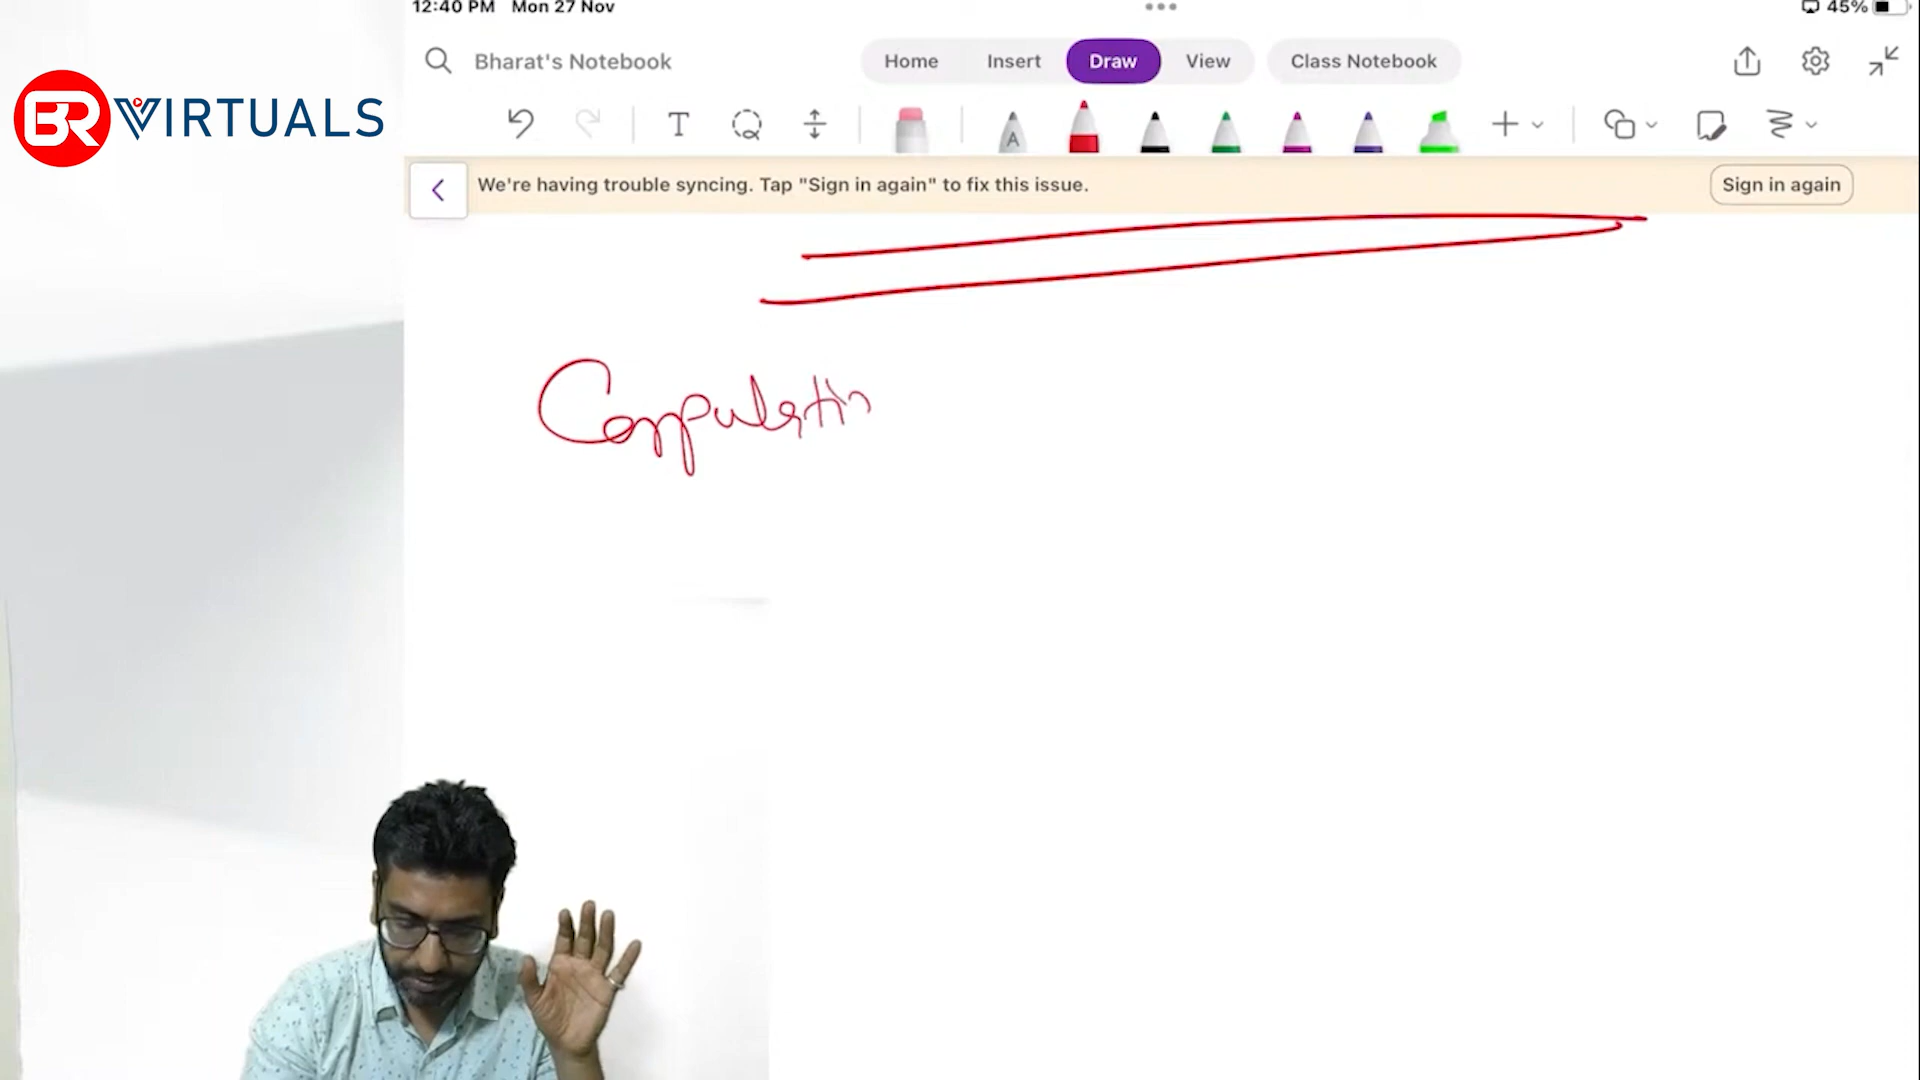 12:40 PM Mon 27 Nov
45%
BR VIRTUALS
Bharat's Notebook
Home Insert Draw View Class Notebook
T
A
We're having trouble syncing. Tap "Sign in again" to fix this issue.
Sign in again